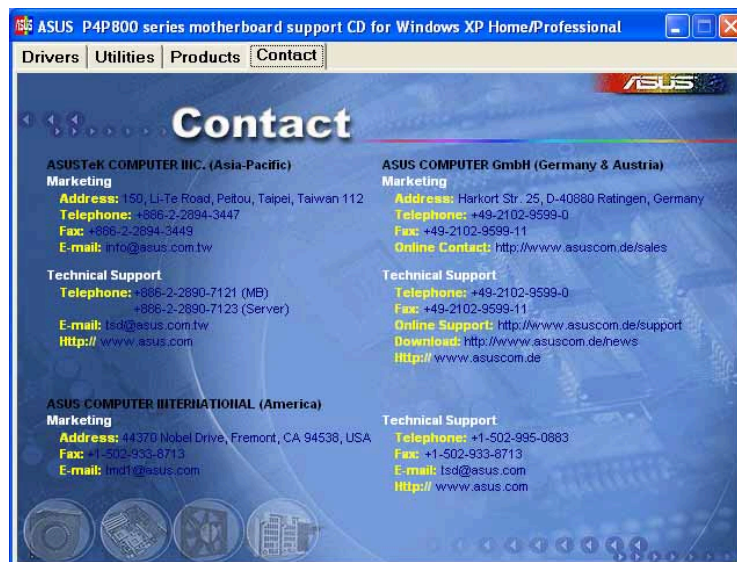 ASUS P4P800 series motherboard support CD for Windows XP Home/Professional
Drivers Utilities Products Contact
ASUS
Contact
ASUSTeK COMPUTER INC. (Asia-Pacific)
Marketing
Address: 150, Li-Te Road, Peitou, Taipei, Taiwan 112
Telephone: +886-2-2894-3447
Fax: +886-2-2894-3449
E-mail: info@asus.com.tw
Technical Support
Telephone: +886-2-2890-7121 (MB)
+886-2-2890-7123 (Server)
E-mail: tsd@asus.com.tw
Http:// www.asus.com
ASUS COMPUTER GmbH (Germany & Austria)
Marketing
Address: Harkort Str. 25, D-40880 Ratingen, Germany
Telephone: +49-2102-9599-0
Fax: +49-2102-9599-11
Online Contact: http://www.asuscom.de/sales
Technical Support
Telephone: +49-2102-9599-0
Fax: +49-2102-9599-11
Online Support: http://www.asuscom.de/support
Download: http://www.asuscom.de/news
Http:// www.asuscom.de
ASUS COMPUTER INTERNATIONAL (America)
Marketing
Address: 44370 Nobel Drive, Fremont, CA 94538, USA
Fax: +1-502-933-8713
E-mail: tmd1@asus.com
Technical Support
Telephone: +1-502-995-0883
Fax: +1-502-933-8713
E-mail: tsd@asus.com
Http:// www.asus.com